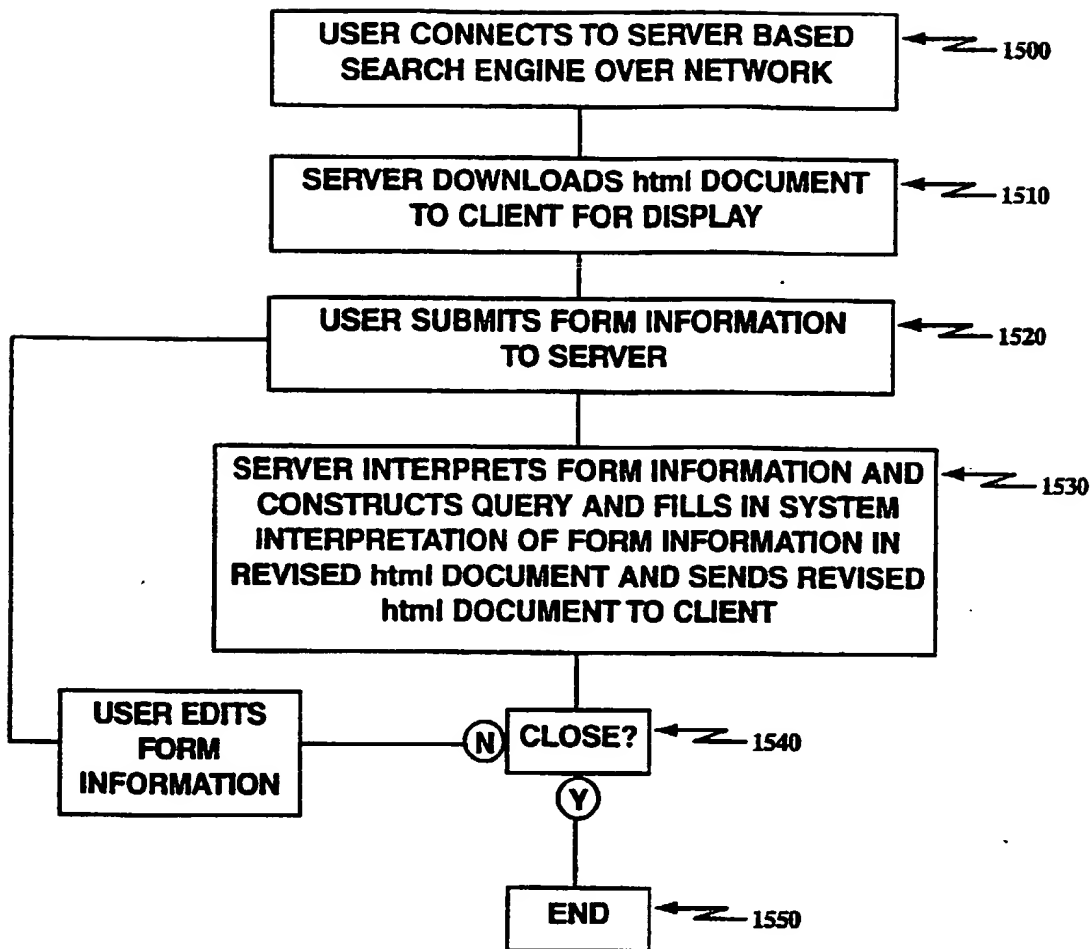 USER CONNECTS TO SERVER BASED
SEARCH ENGINE OVER NETWORK
1500
SERVER DOWNLOADS html DOCUMENT
TO CLIENT FOR DISPLAY
1510
USER SUBMITS FORM INFORMATION
TO SERVER
1520
SERVER INTERPRETS FORM INFORMATION AND
CONSTRUCTS QUERY AND FILLS IN SYSTEM
INTERPRETATION OF FORM INFORMATION IN
REVISED html DOCUMENT AND SENDS REVISED
html DOCUMENT TO CLIENT
1530
USER EDITS
FORM
INFORMATION
N
CLOSE?
1540
Y
END
1550